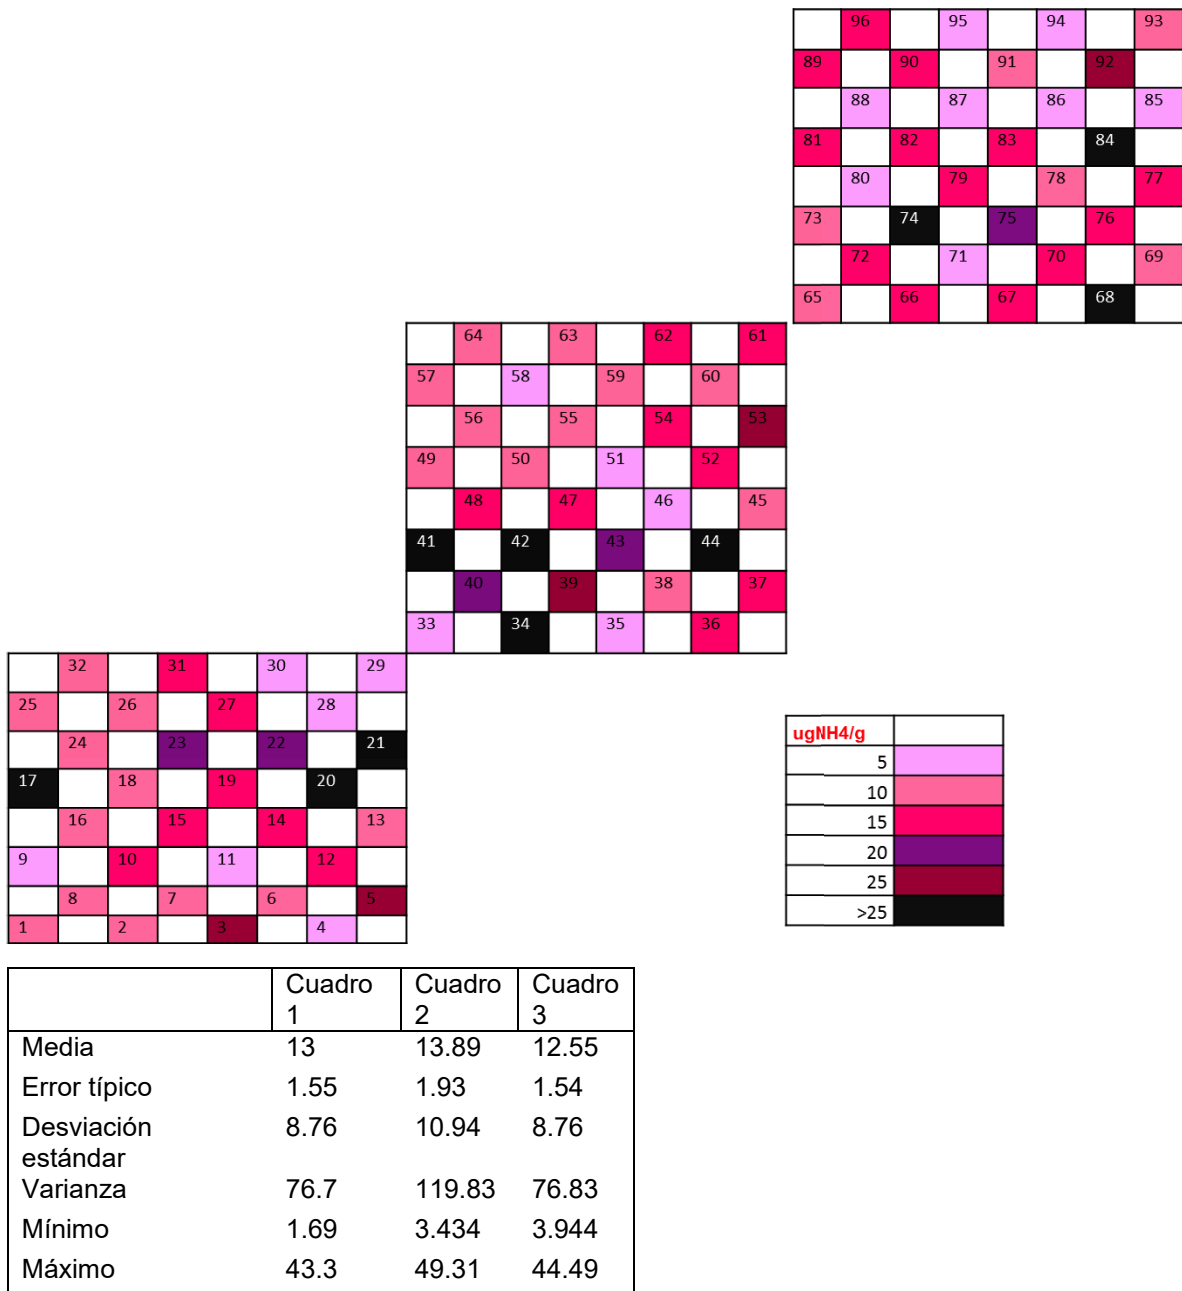 96 95 94 93
89 90 91 92
88 87 86 85
81 82 83 84
80 79 78 77
73 74 75 76
72 71 70 69
65 66 67 68
64 63 62 61
57 58 59 60
56 55 54 53
49 50 51 52
48 47 46 45
41 42 43 44
40 39 38 37
33 34 35 36
32 31 30 29
25 26 27 28
24 23 22 21
17 18 19 20
16 15 14 13
9 10 11 12
8 7 6 5
1 2 3 4
ugNH4/g
5
10
15
20
25
>25
Cuadro Cuadro Cuadro
1 2 3
Media 13 13.89 12.55
Error típico 1.55 1.93 1.54
Desviación 8.76 10.94 8.76
estándar
Varianza 76.7 119.83 76.83
Mínimo 1.69 3.434 3.944
Máximo 43.3 49.31 44.49